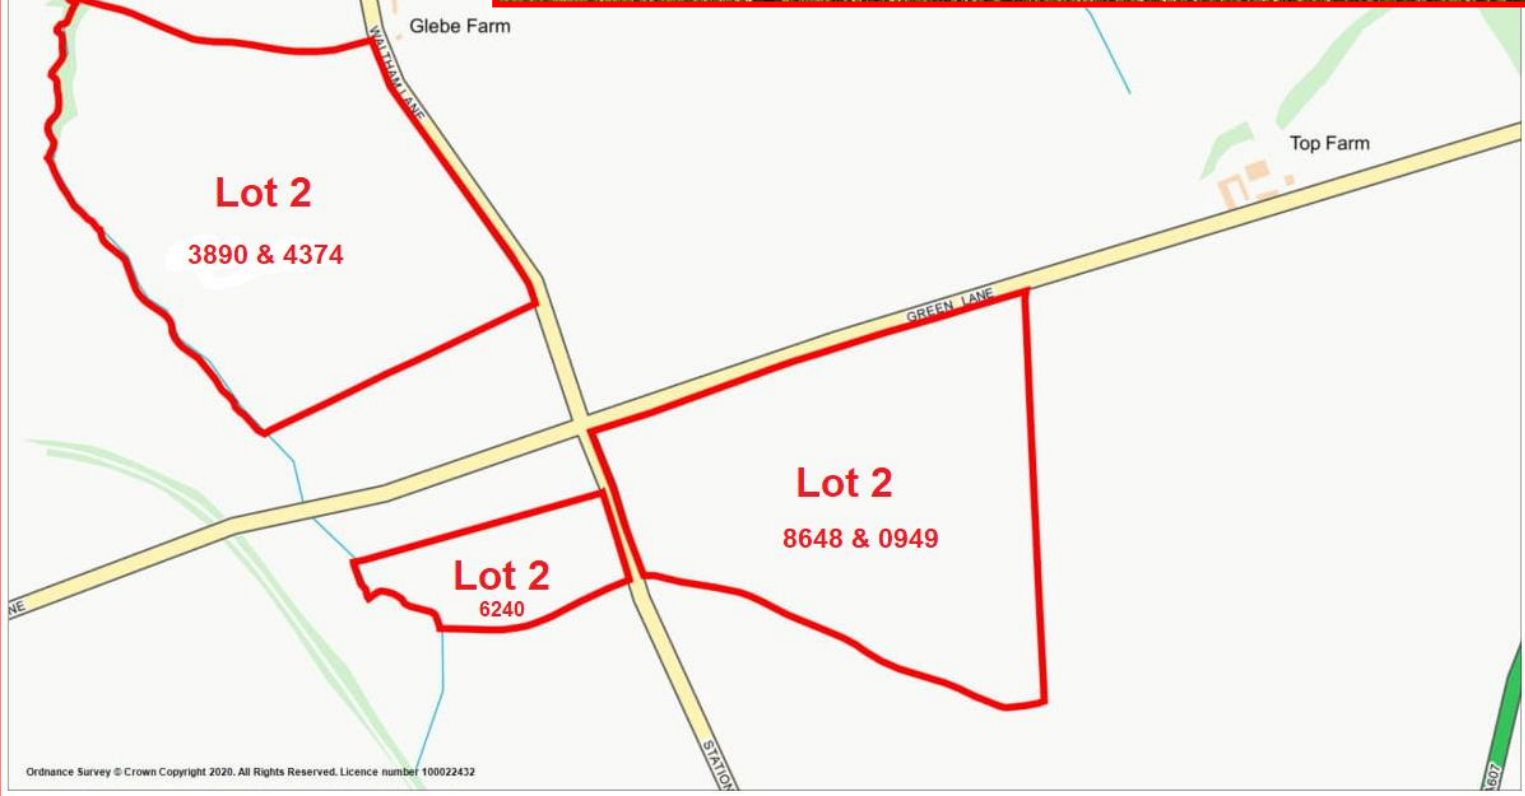 Glebe Farm
WALTHAM LANE
Top Farm
Lot 2
3890 & 4374
GREEN LANE
Lot 2
8648 & 0949
Lot 2
6240
NE
STATION
A607
Ordnance Survey © Crown Copyright 2020. All Rights Reserved. Licence number 100022432